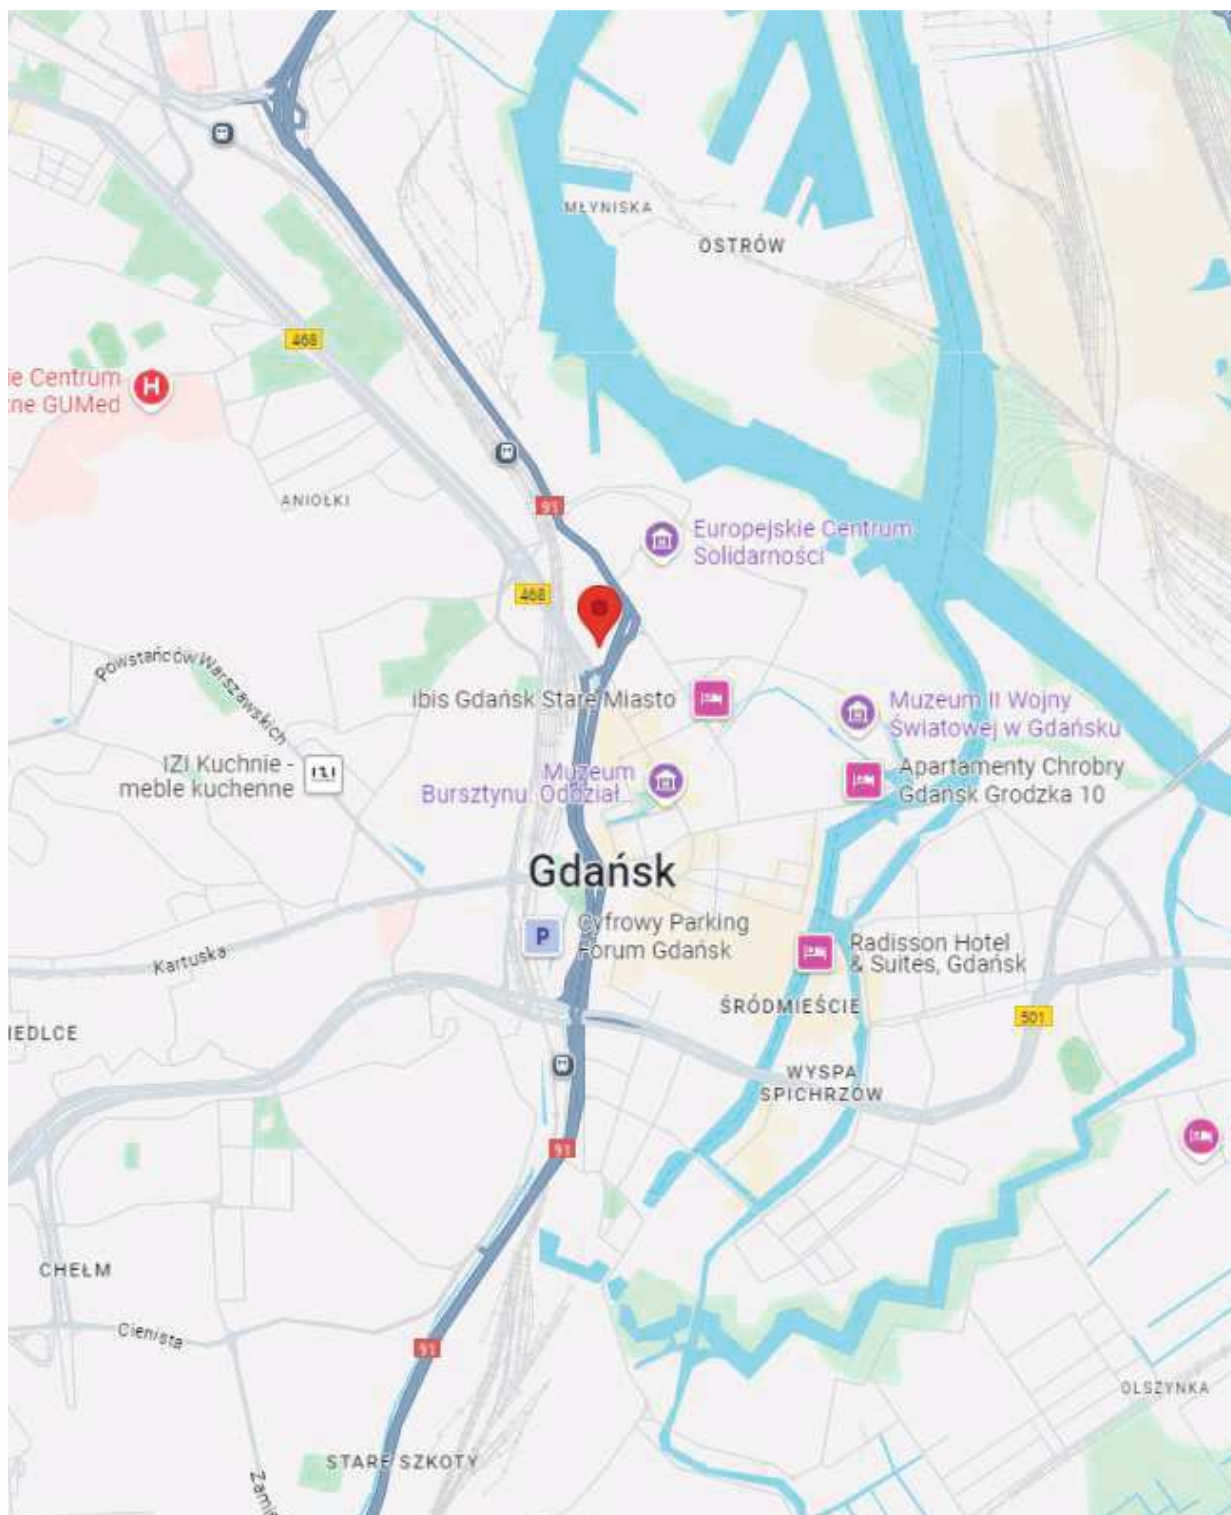 MŁYNISKA
OSTRÓW
468
ie Centrum
zne GUMed
H
ANIOŁKI
91
Europejskie Centrum
Solidarności
468
Powstańców Warszawskich
ibis Gdańsk Stare Miasto
Muzeum II Wojny
Światowej w Gdańsku
IZI Kuchnie -
meble kuchenne
IZI
Muzeum
Bursztynu. Oddział...
Apartamenty Chrobry
Gdańsk Grodzka 10
Gdańsk
P
Cyfrowy Parking
Forum Gdańsk
Kartuska
Radisson Hotel
& Suites, Gdańsk
ŚRÓDMIEŚCIE
501
IEDLCE
WYSPA
SPICHRZÓW
91
CHEŁM
Cienista
91
OLSZYNKA
STARE SZKOTY
Zamie